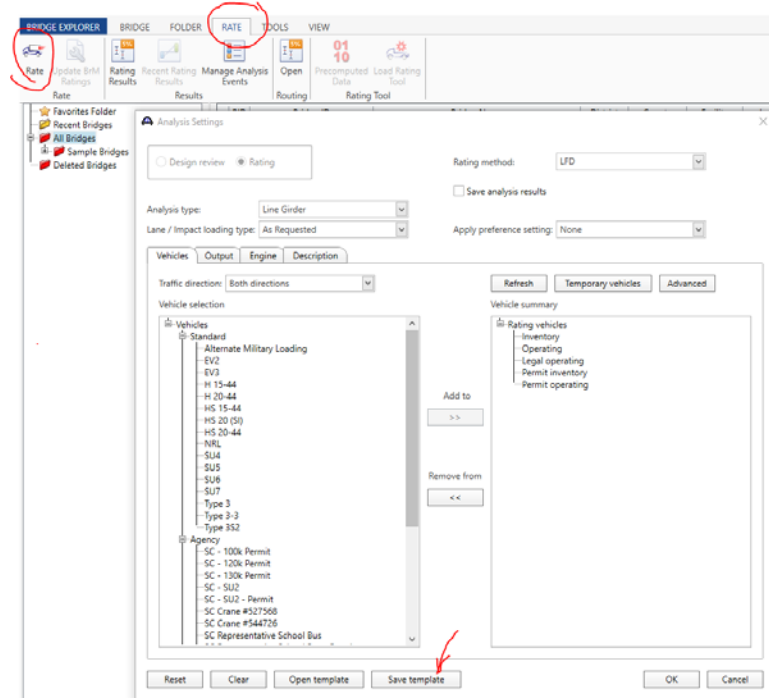 BRIDGE EXPLORER BRIDGE FOLDER RATE TOOLS VIEW
Rate Update BrM Ratings Rating Results Recent Rating Results Manage Analysis Events Open Precomputed Data Load Rating Tool
Rate Results Routing Rating Tool
Favorites Folder
Recent Bridges
All Bridges
Sample Bridges
Deleted Bridges
Analysis Settings
Design review Rating
Rating method: LFD
Save analysis results
Analysis type: Line Girder
Lane / Impact loading type: As Requested
Apply preference setting: None
Vehicles Output Engine Description
Traffic direction: Both directions
Refresh Temporary vehicles Advanced
Vehicle selection
Vehicles
Standard
Alternate Military Loading
EV2
EV3
H 15-44
H 20-44
HS 15-44
HS 20 (SI)
HS 20-44
NRL
SU4
SU5
SU6
SU7
Type 3
Type 3-3
Type 3S2
Agency
SC - 100k Permit
SC - 120k Permit
SC - 130k Permit
SC - SU2
SC - SU2 - Permit
SC Crane #527568
SC Crane #544726
SC Representative School Bus
Add to
>>
Remove from
<<
Vehicle summary
Rating vehicles
Inventory
Operating
Legal operating
Permit inventory
Permit operating
Reset Clear Open template Save template OK Cancel